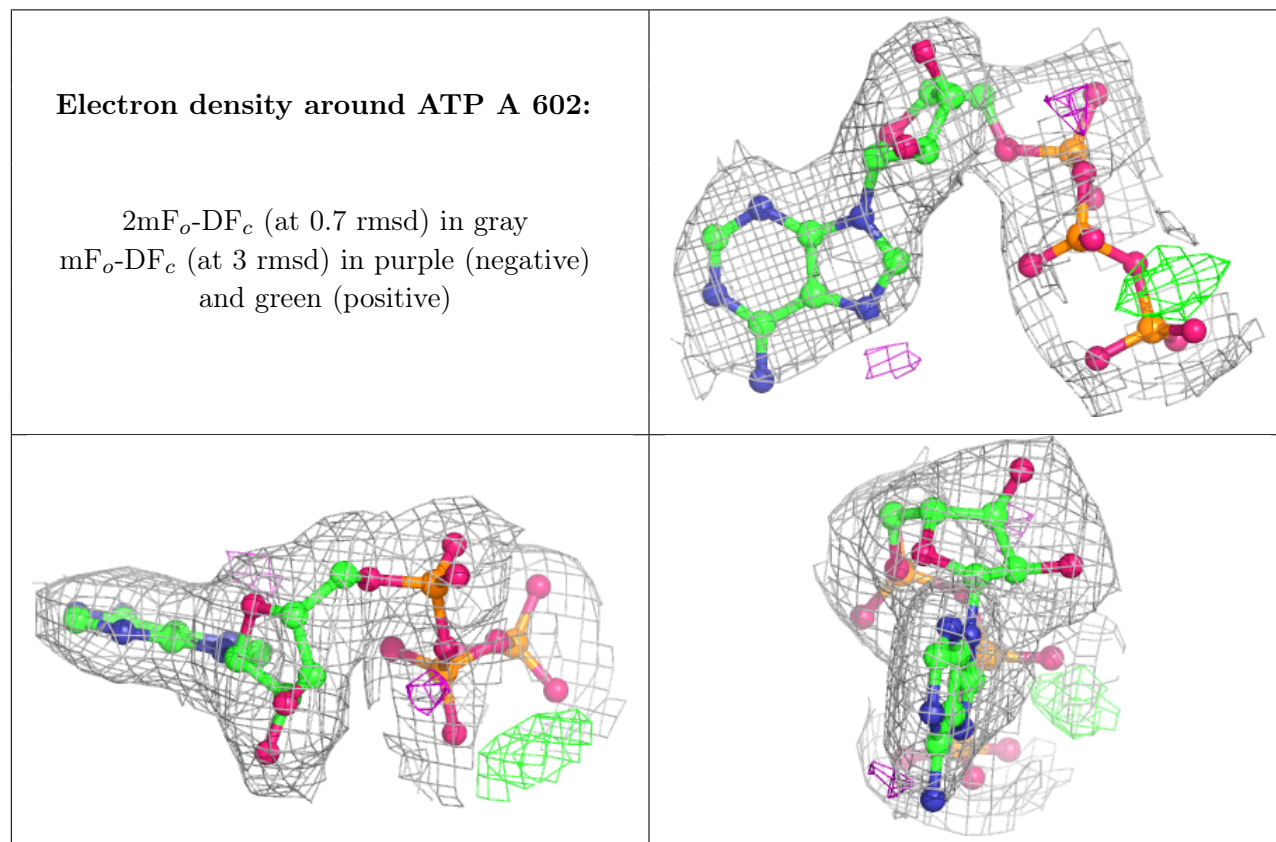 Electron density around ATP A 602:
2mFo-DFc (at 0.7 rmsd) in gray
mFo-DFc (at 3 rmsd) in purple (negative)
and green (positive)